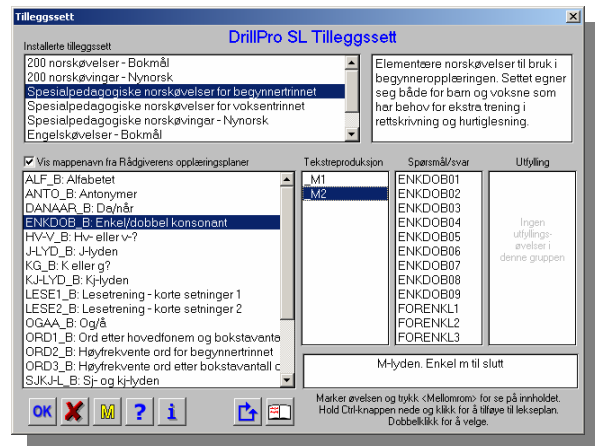 Tilleggssett
DrillPro SL Tilleggssett
Installerte tilleggssett
200 norskøvelser - Bokmål
200 norskøvingar - Nynorsk
Spesialpedagogiske norskøvelser for begynnertrinnet
Spesialpedagogiske norskøvelser for voksentrinnet
Spesialpedagogiske norskøvingar - Nynorsk
Engelskøvelser - Bokmål
Elementære norskøvelser til bruk i
begynneropplæringen. Settet egner
seg både for barn og voksne som
har behov for ekstra trening i
rettskrivning og hurtiglesning.
Vis mappenavn fra Rådgiverens opplæringsplaner
ALF_B: Alfabetet
ANTO_B: Antonymer
DANAAR_B: Da/når
ENKDOB_B: Enkel/dobbel konsonant
HV-V_B: Hv- eller v-?
J-LYD_B: J-lyden
KG_B: K eller g?
KJ-LYD_B: Kj-lyden
LESE1_B: Lesetrening - korte setninger 1
LESE2_B: Lesetrening - korte setninger 2
OGAA_B: Og/å
ORD1_B: Ord etter hovedfonem og bokstavanta
ORD2_B: Høyfrekvente ord for begynnertrinnet
ORD3_B: Høyfrekvente ord etter bokstavantall o
SJKJ-L_B: Sj- og kj-lyden
Tekstreproduksjon
_M1
_M2
Spørsmål/svar
ENKDOB01
ENKDOB02
ENKDOB03
ENKDOB04
ENKDOB05
ENKDOB06
ENKDOB07
ENKDOB08
ENKDOB09
FORENKL1
FORENKL2
FORENKL3
Utfylling
Ingen
utfyllings-
øvelser i
denne gruppen
M-lyden. Enkel m til slutt
OK
M
?
i
Marker øvelsen og trykk <Mellomrom> for se på innholdet.
Hold Ctrl-knappen nede og klikk for å tilføye til lekseplan.
Dobbelklikk for å velge.